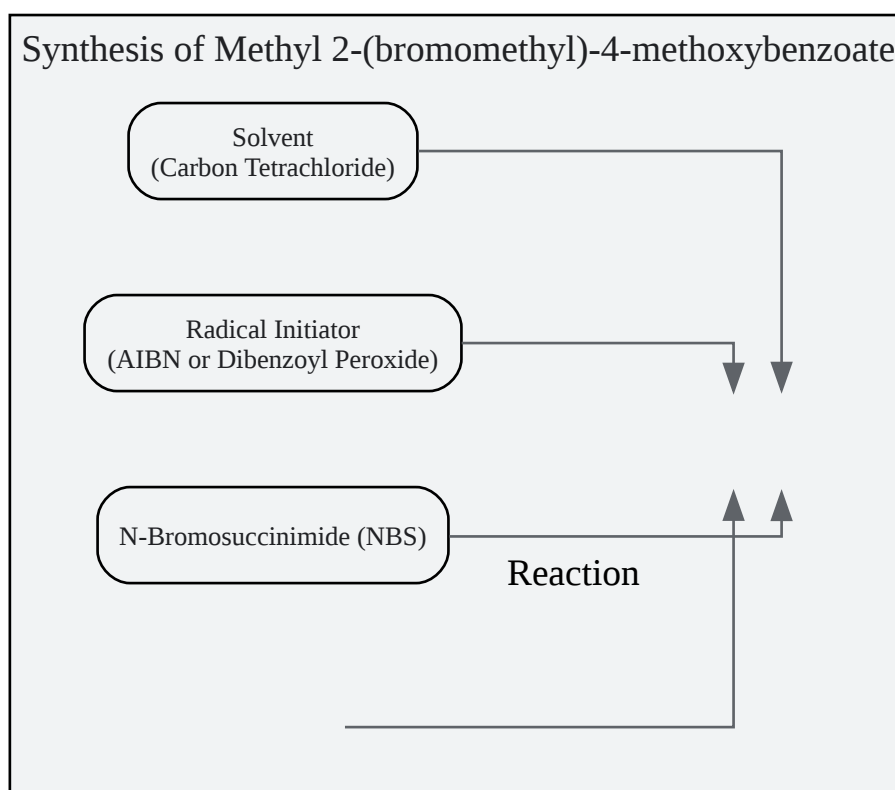 Synthesis of Methyl 2-(bromomethyl)-4-methoxybenzoate
Solvent
(Carbon Tetrachloride)
Radical Initiator
(AIBN or Dibenzoyl Peroxide)
N-Bromosuccinimide (NBS)
Reaction